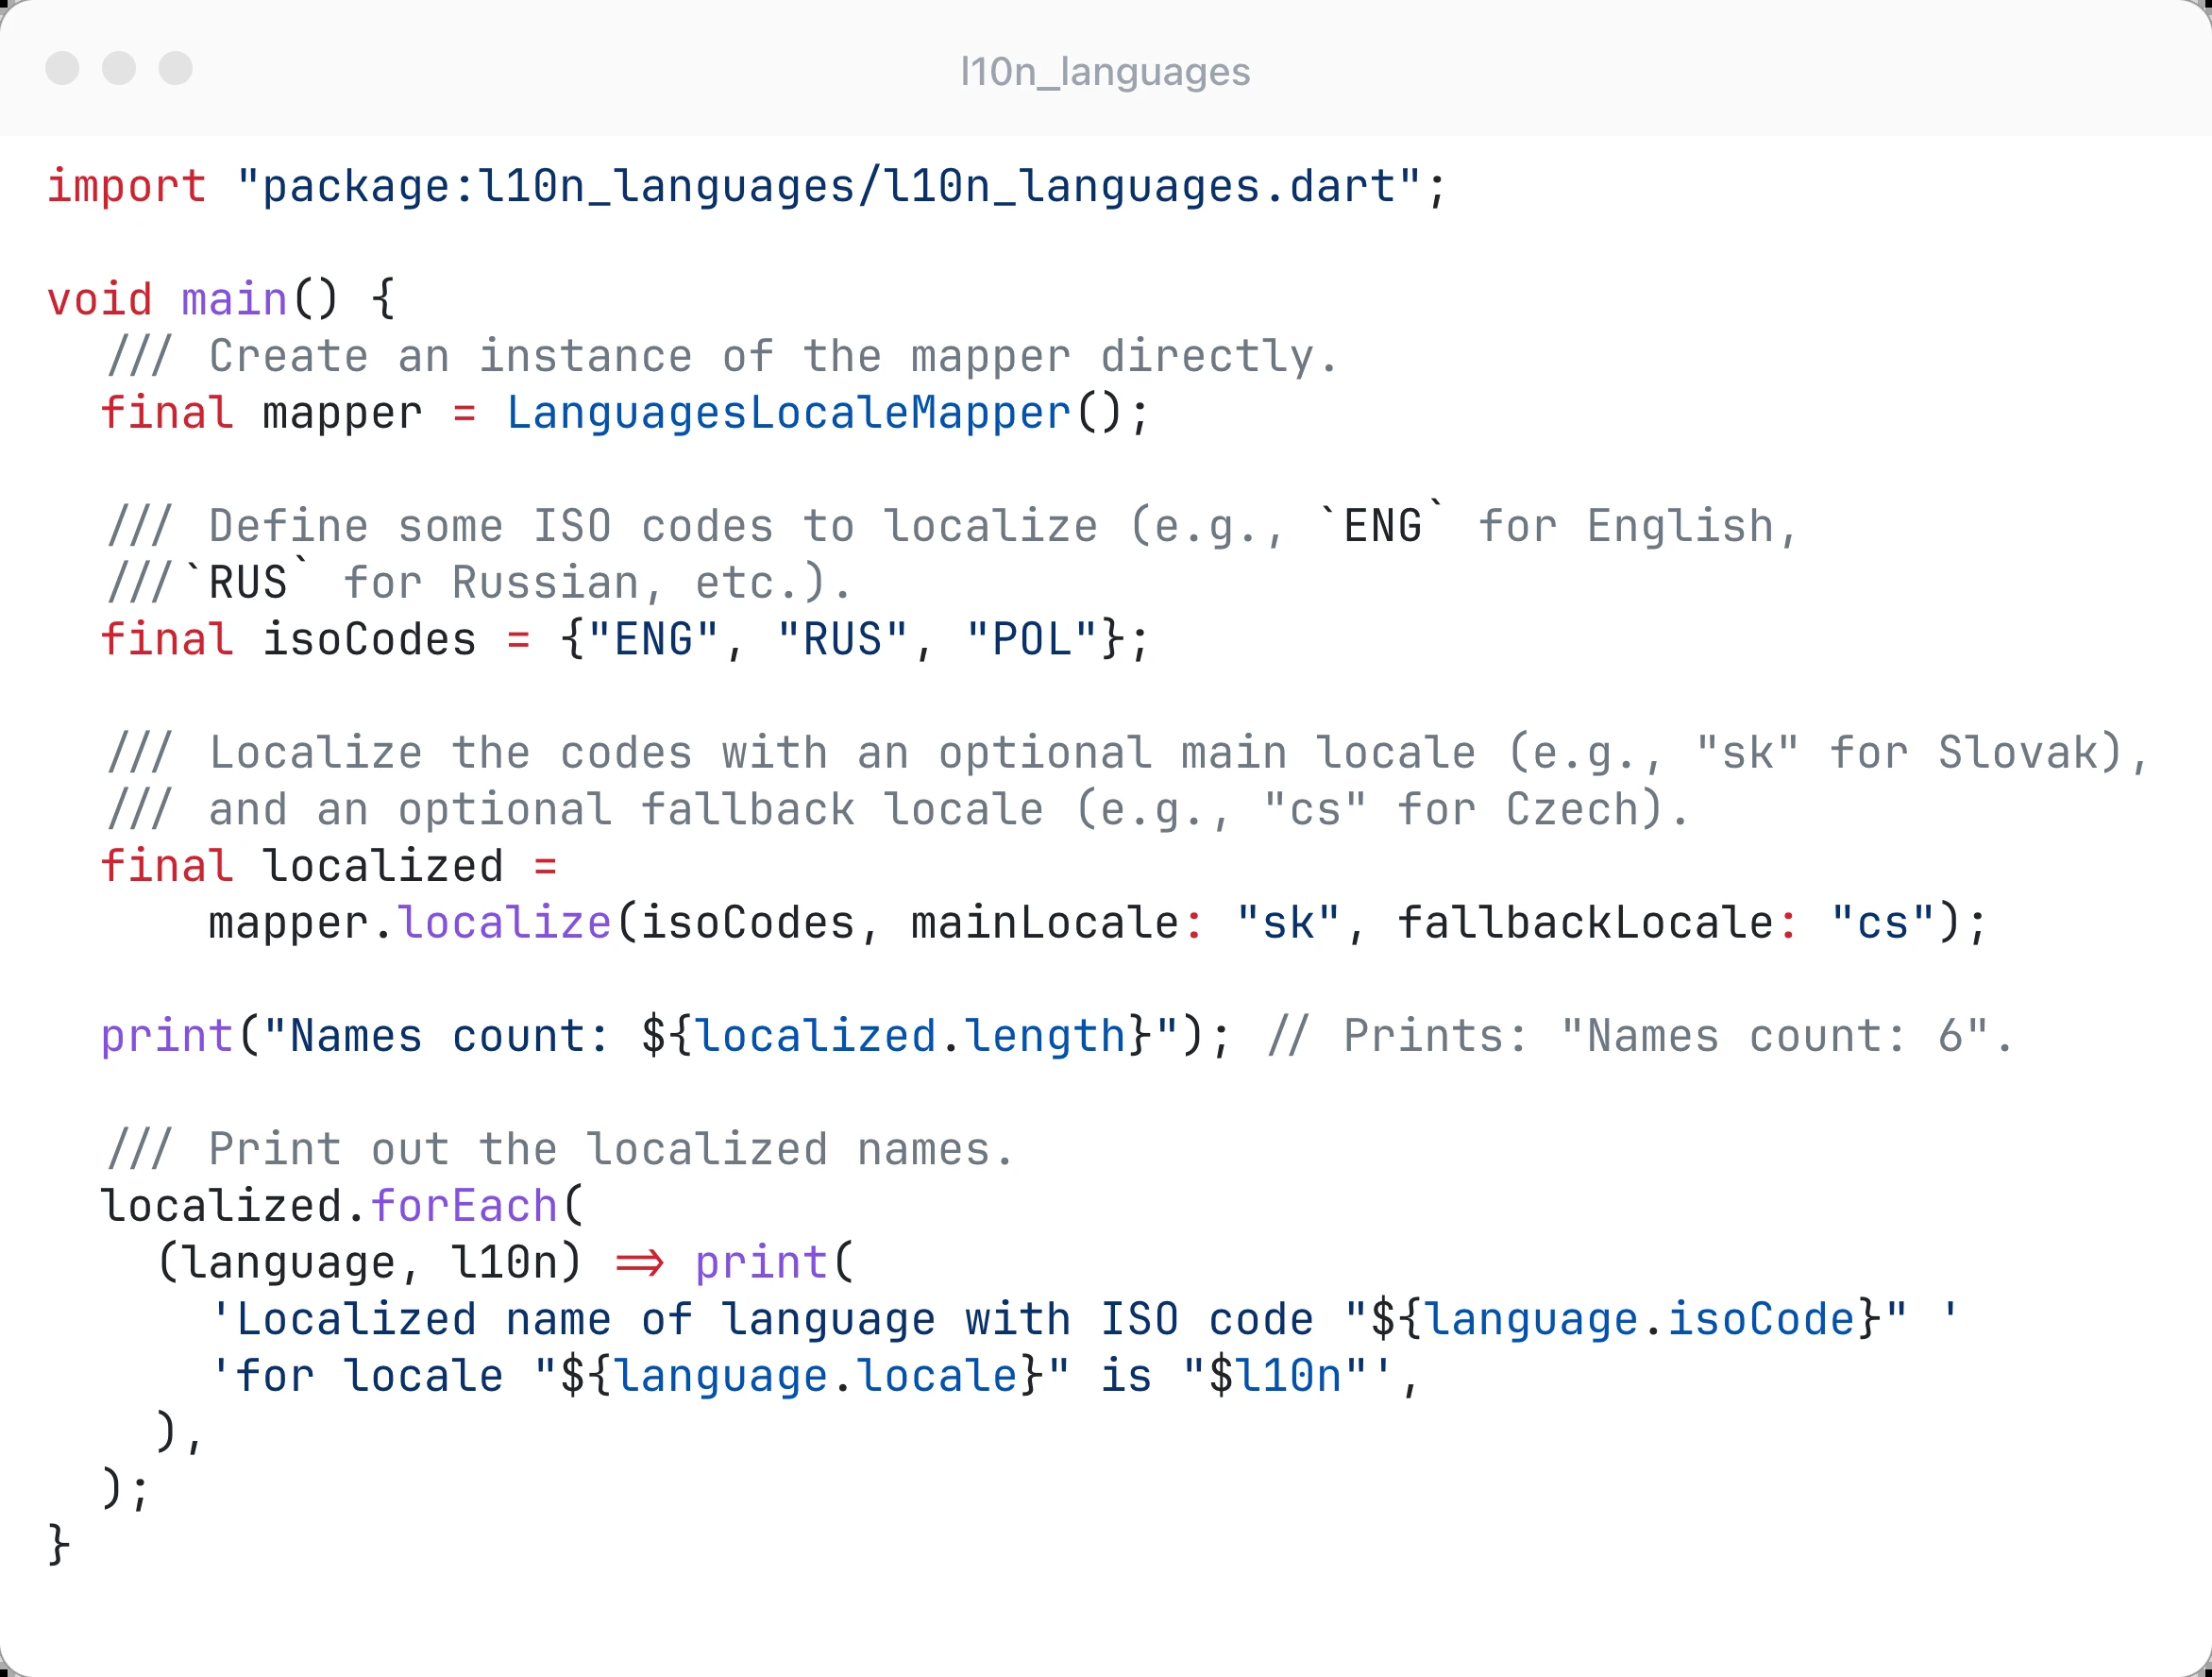 l10n_languages
import "package:l10n_languages/l10n_languages.dart";
void main() {
/// Create an instance of the mapper directly.
final mapper = LanguagesLocaleMapper();
/// Define some ISO codes to localize (e.g., `ENG` for English,
///`RUS` for Russian, etc.).
final isoCodes = {"ENG", "RUS", "POL"};
/// Localize the codes with an optional main locale (e.g., "sk" for Slovak),
/// and an optional fallback locale (e.g., "cs" for Czech).
final localized =
mapper.localize(isoCodes, mainLocale: "sk", fallbackLocale: "cs");
print("Names count: ${localized.length}"); // Prints: "Names count: 6".
/// Print out the localized names.
localized.forEach(
(language, l10n) => print(
'Localized name of language with ISO code "${language.isoCode}" '
'for locale "${language.locale}" is "$l10n"',
),
);
}